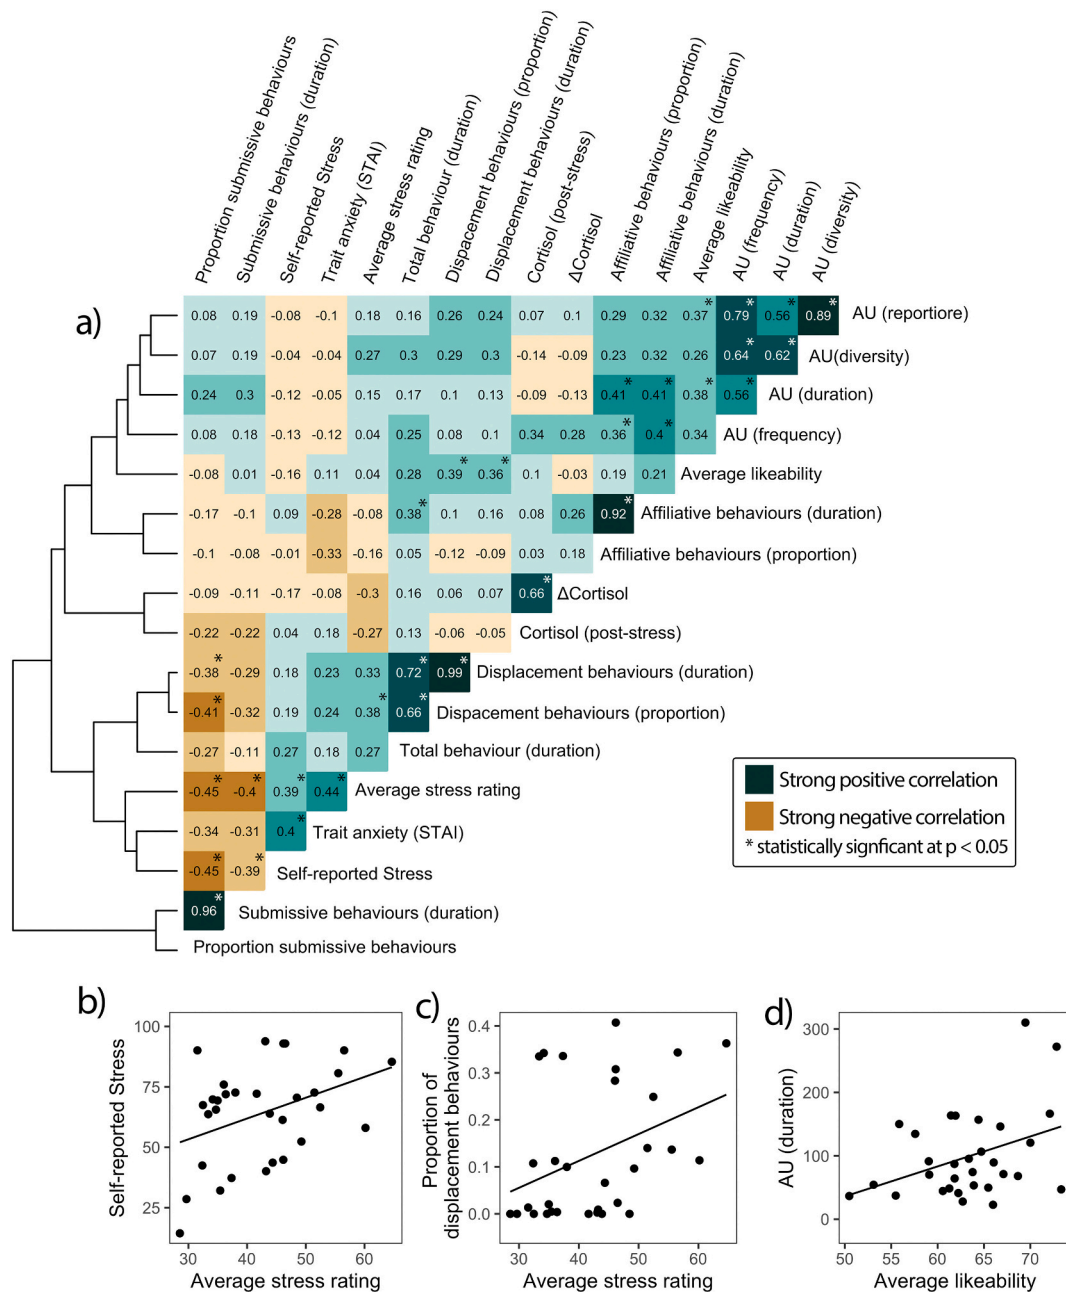 Proportion submissive behaviours
Submissive behaviours (duration)
Self-reported Stress
Trait anxiety (STAI)
Average stress rating
Total behaviour (duration)
Dispacement behaviours (proportion)
Displacement behaviours (duration)
Cortisol (post-stress)
ΔCortisol
Affiliative behaviours (proportion)
Affiliative behaviours (duration)
Average likeability
AU (frequency)
AU (duration)
AU (diversity)
a)
0.08 0.19 -0.08 -0.1 0.18 0.16 0.26 0.24 0.07 0.1 0.29 0.32 0.37* 0.79* 0.56* 0.89* AU (reportiore)
0.07 0.19 -0.04 -0.04 0.27 0.3 0.29 0.3 -0.14 -0.09 0.23 0.32 0.26 0.64* 0.62* AU(diversity)
0.24 0.3 -0.12 -0.05 0.15 0.17 0.1 0.13 -0.09 -0.13 0.41* 0.41* 0.38* 0.56* AU (duration)
0.08 0.18 -0.13 -0.12 0.04 0.25 0.08 0.1 0.34 0.28 0.36* 0.4* 0.34 AU (frequency)
-0.08 0.01 -0.16 0.11 0.04 0.28 0.39* 0.36* 0.1 -0.03 0.19 0.21 Average likeability
-0.17 -0.1 0.09 -0.28 -0.08 0.38* 0.1 0.16 0.08 0.26 0.92* Affiliative behaviours (duration)
-0.1 -0.08 -0.01 -0.33 -0.16 0.05 -0.12 -0.09 0.03 0.18 Affiliative behaviours (proportion)
-0.09 -0.11 -0.17 -0.08 -0.3 0.16 0.06 0.07 0.66* ΔCortisol
-0.22 -0.22 0.04 0.18 -0.27 0.13 -0.06 -0.05 Cortisol (post-stress)
-0.38* -0.29 0.18 0.23 0.33 0.72* 0.99* Displacement behaviours (duration)
-0.41* -0.32 0.19 0.24 0.38* 0.66* Dispacement behaviours (proportion)
-0.27 -0.11 0.27 0.18 0.27 Total behaviour (duration)
-0.45* -0.4* 0.39* 0.44* Average stress rating
-0.34 -0.31 0.4* Trait anxiety (STAI)
-0.45* -0.39* Self-reported Stress
0.96* Submissive behaviours (duration)
Proportion submissive behaviours
Strong positive correlation
Strong negative correlation
* statistically signficant at p < 0.05
b)
Self-reported Stress
100
75
50
25
30 40 50 60
Average stress rating
c)
Proportion of
displacement behaviours
0.4
0.3
0.2
0.1
0.0
30 40 50 60
Average stress rating
d)
AU (duration)
300
200
100
0
50 55 60 65 70
Average likeability